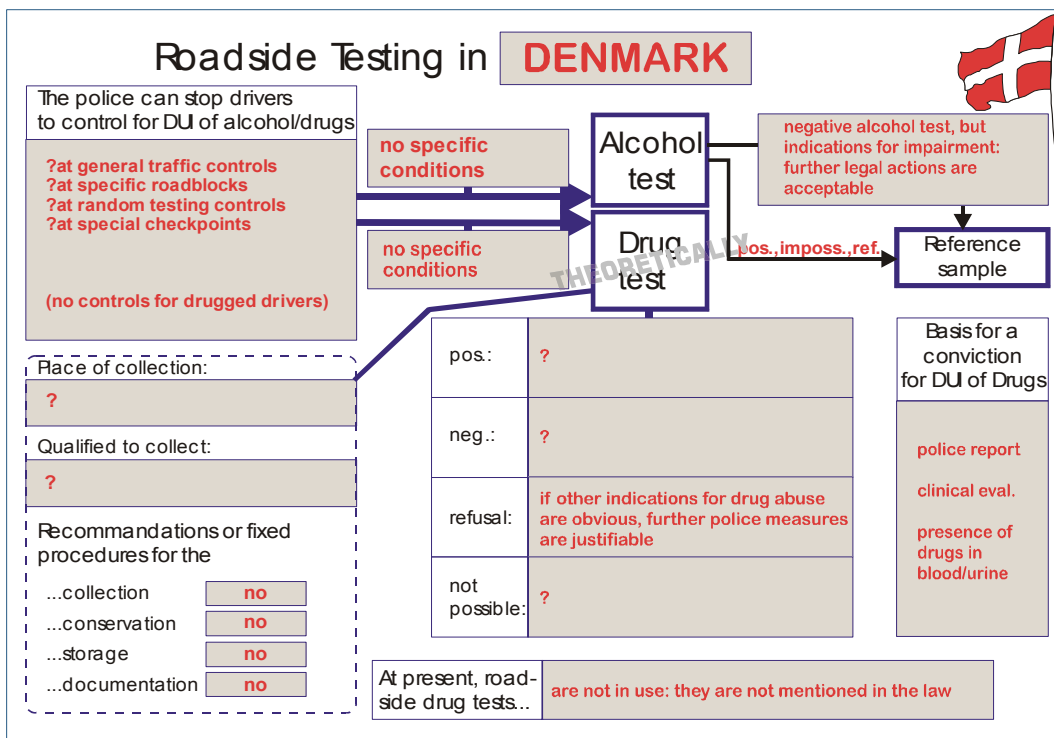 Roadside Testing in DENMARK
The police can stop drivers
to control for DUI of alcohol/drugs
?at general traffic controls
?at specific roadblocks
?at random testing controls
?at special checkpoints
(no controls for drugged drivers)
no specific
conditions
no specific
conditions
Alcohol
test
Drug
test
THEORETICALLY
negative alcohol test, but
indications for impairment:
further legal actions are
acceptable
pos.,imposs.,ref.
Reference
sample
Place of collection:
?
Qualified to collect:
?
Recommandations or fixed
procedures for the
...collection no
...conservation no
...storage no
...documentation no
pos.: ?
neg.: ?
refusal:
if other indications for drug abuse
are obvious, further police measures
are justifiable
not
possible: ?
Basis for a
conviction
for DUI of Drugs
police report
clinical eval.
presence of
drugs in
blood/urine
At present, road-
side drug tests...
are not in use: they are not mentioned in the law